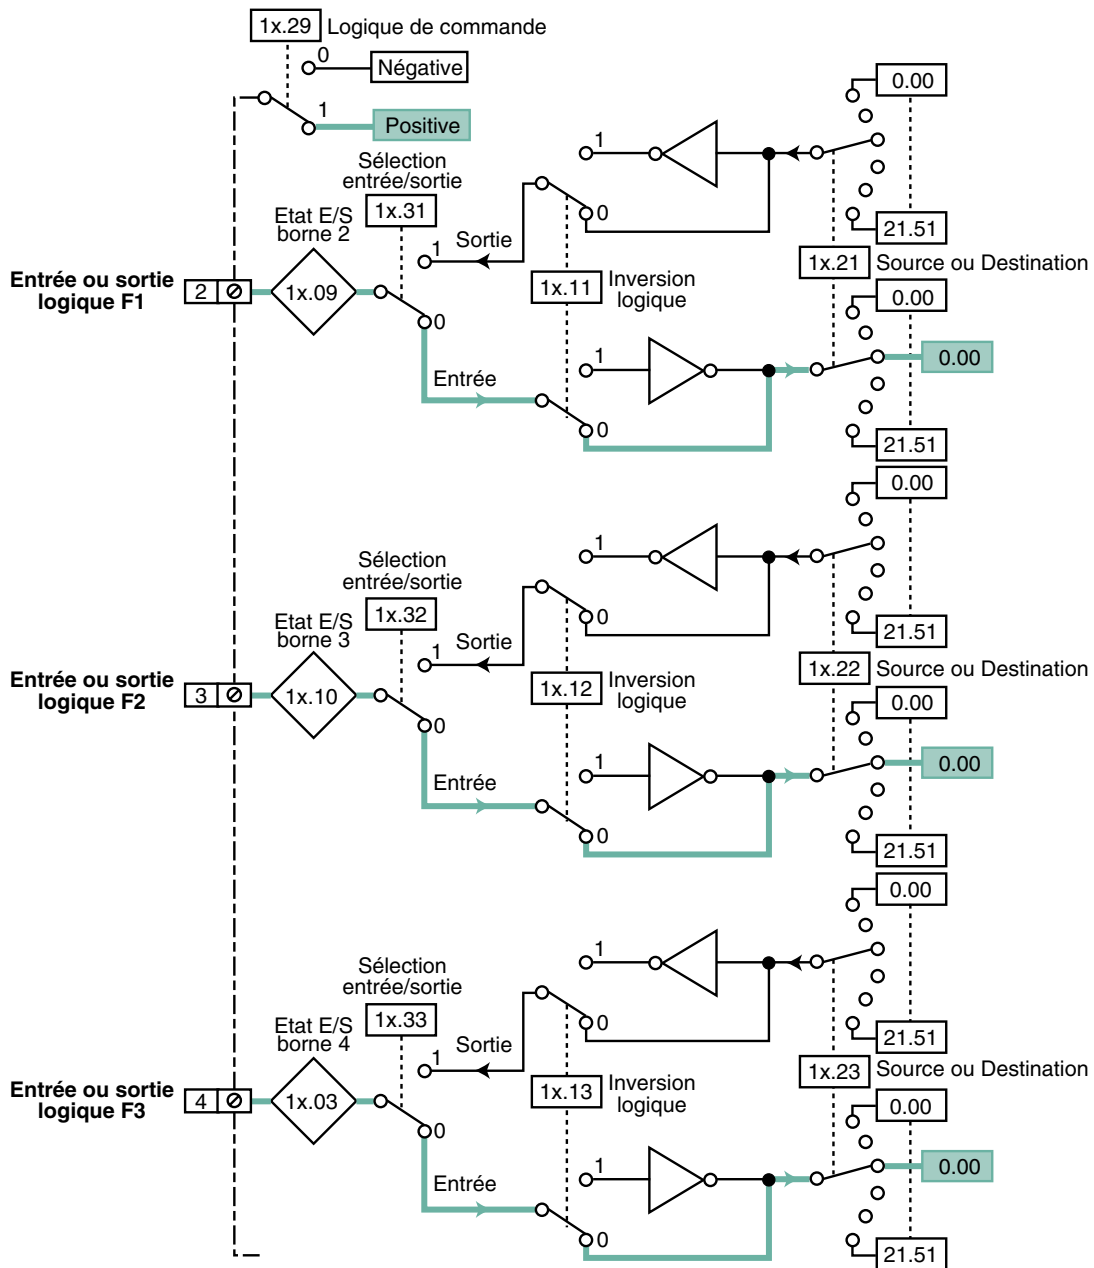 1x.29 Logique de commande
0 Négative
1 Positive
0.00
1
0
21.51
Sélection
entrée/sortie
1x.31
Etat E/S
borne 2
1 Sortie
1x.21 Source ou Destination
Entrée ou sortie
logique F1
2 1x.09
0
1x.11 Inversion
logique
0.00
1
0.00
Entrée
0
21.51
0.00
1
0
21.51
Sélection
entrée/sortie
1x.32
Etat E/S
borne 3
1 Sortie
1x.22 Source ou Destination
Entrée ou sortie
logique F2
3 1x.10
0
1x.12 Inversion
logique
0.00
1
0.00
Entrée
0
21.51
0.00
1
0
21.51
Sélection
entrée/sortie
1x.33
Etat E/S
borne 4
1 Sortie
1x.23 Source ou Destination
Entrée ou sortie
logique F3
4 1x.03
0
1x.13 Inversion
logique
0.00
1
0.00
Entrée
0
21.51